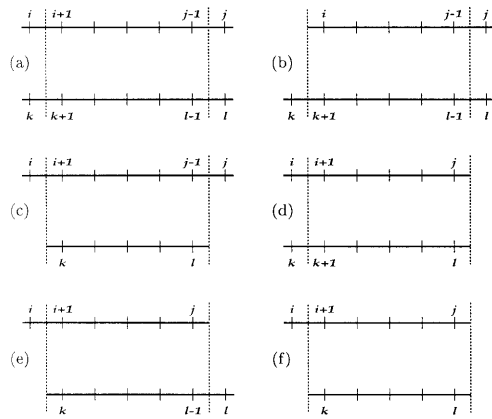 i i+1 j-1 j
(a)
k k+1 l-1 l
i j-1 j
(b)
k k+1 l-1 l
i i+1 j-1 j
(c)
k l
i i+1 j
(d)
k k+1 l
i i+1 j
(e)
k l-1 l
i i+1 j
(f)
k l